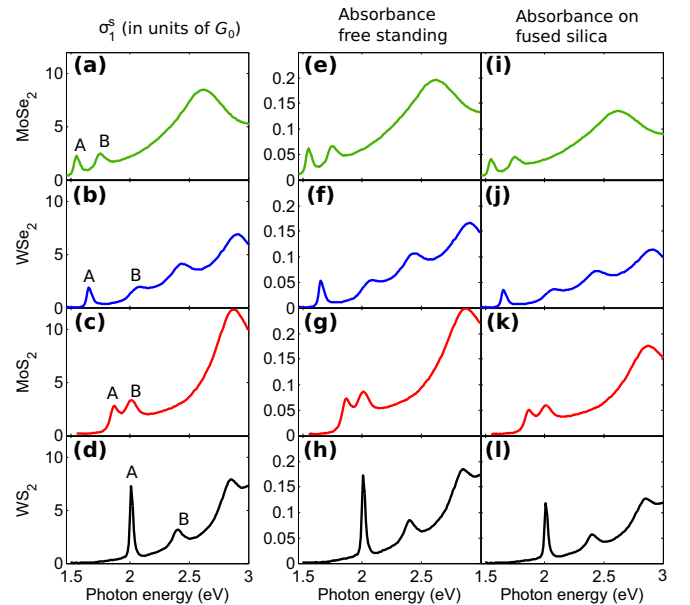 σ₁ˢ (in units of G₀)
Absorbance
free standing
Absorbance on
fused silica
MoSe₂
10
5
0
(a)
A
B
0.2
0.15
0.1
0.05
0
(e)
(i)
WSe₂
10
5
0
(b)
A
B
0.2
0.15
0.1
0.05
0
(f)
(j)
MoS₂
10
5
0
(c)
A
B
0.2
0.15
0.1
0.05
0
(g)
(k)
WS₂
10
5
0
(d)
A
B
0.2
0.15
0.1
0.05
0
(h)
(l)
1.5 2 2.5 3
1.5 2 2.5
1.5 2 2.5 3
Photon energy (eV)
Photon energy (eV)
Photon energy (eV)